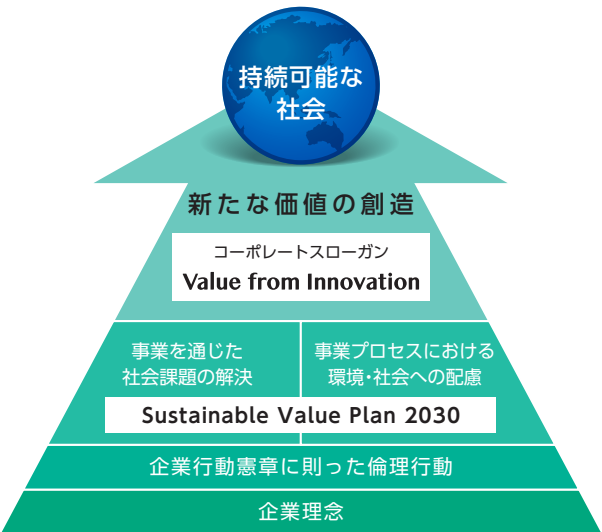 持続可能な
社会
新たな価値の創造
コーポレートスローガン
Value from Innovation
事業を通じた
社会課題の解決
事業プロセスにおける
環境・社会への配慮
Sustainable Value Plan 2030
企業行動憲章に則った倫理行動
企業理念